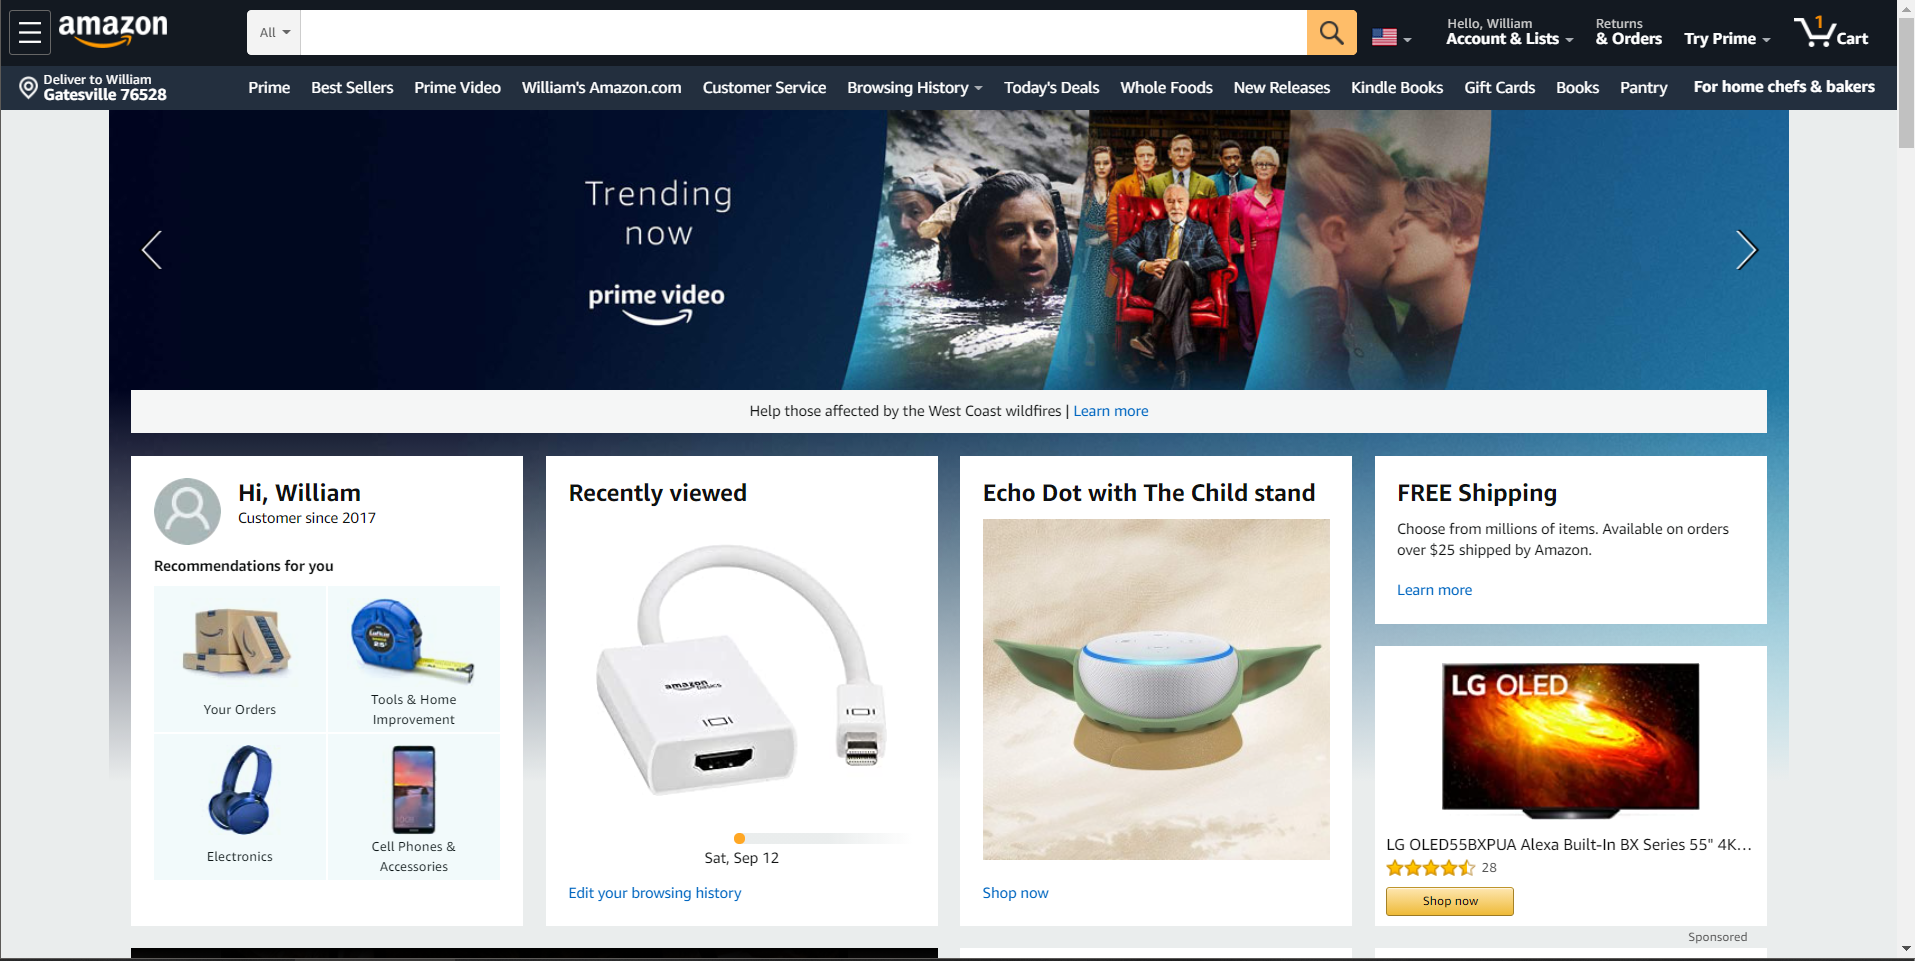 amazon
All
Hello, William
Account & Lists
Returns
& Orders
Try Prime
1
Cart
Deliver to William
Gatesville 76528
Prime
Best Sellers
Prime Video
William's Amazon.com
Customer Service
Browsing History
Today's Deals
Whole Foods
New Releases
Kindle Books
Gift Cards
Books
Pantry
For home chefs & bakers
Trending
now
prime video
Help those affected by the West Coast wildfires | Learn more
Hi, William
Customer since 2017
Recommendations for you
Your Orders
Lufkin
25'
Tools & Home
Improvement
Electronics
Cell Phones &
Accessories
Recently viewed
amazon
basics
Sat, Sep 12
Edit your browsing history
Echo Dot with The Child stand
Shop now
FREE Shipping
Choose from millions of items. Available on orders
over $25 shipped by Amazon.
Learn more
LG OLED
LG OLED55BXPUA Alexa Built-In BX Series 55" 4K…
28
Shop now
Sponsored